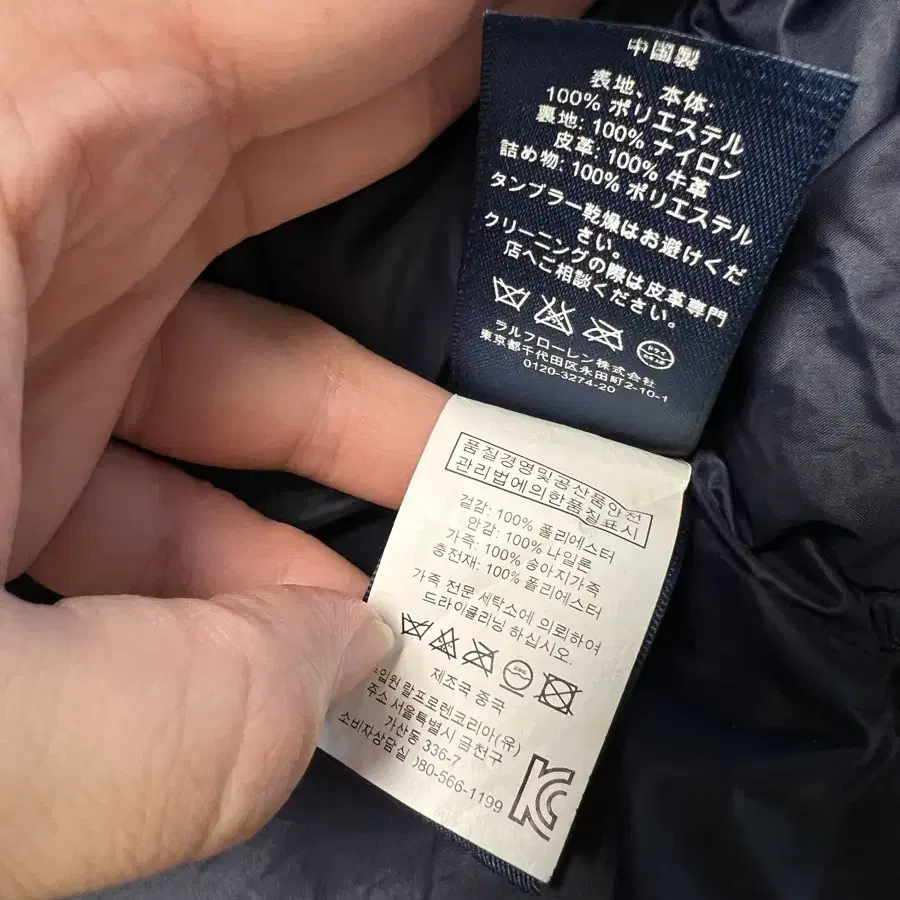 中国製
表地、本体:
100% ポリエステル
裏地: 100% ナイロン
皮革: 100% 牛革
詰め物: 100% ポリエステル
タンブラー乾燥はお避けくだ
さい。
クリーニングの際は皮革専門
店へご相談ください。
ドライ
ラルフローレン株式会社
東京都千代田区永田町2-10-1
0120-3274-20
품질경영및공산품안전
관리법에의한품질표시
겉감: 100% 폴리에스터
안감: 100% 나일론
가죽: 100% 송아지가죽
충전재: 100% 폴리에스터
가죽 전문 세탁소에 의뢰하여
드라이클리닝 하십시오.
제조국 중국
입원 랄프로렌코리아(유)
주소 서울특별시 금천구
가산동 336-7
소비자상담실 080-566-1199